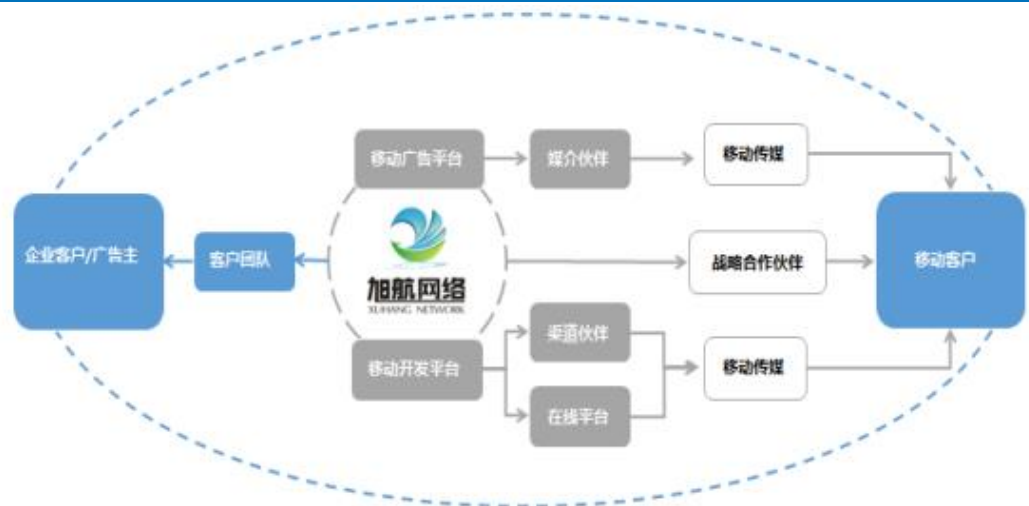 移动广告平台
媒介伙伴
移动传媒
企业客户/广告主
客户团队
旭航网络
XUHANG NETWORK
战略合作伙伴
移动客户
渠道伙伴
移动开发平台
移动传媒
在线平台